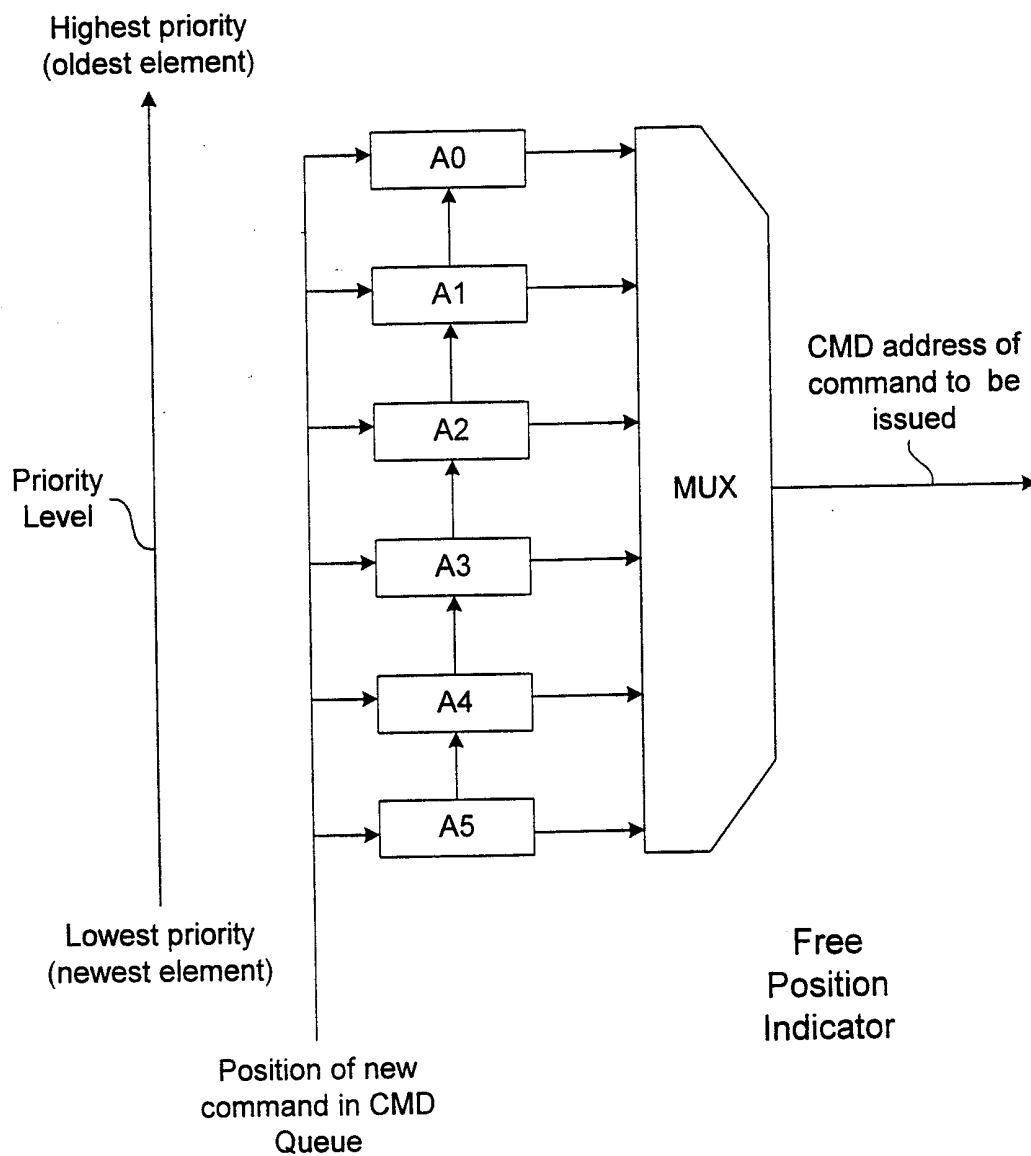 Highest priority
(oldest element)
A0
A1
CMD address of
command to be
issued
A2
Priority
Level
MUX
A3
A4
A5
Lowest priority
(newest element)
Free
Position
Indicator
Position of new
command in CMD
Queue